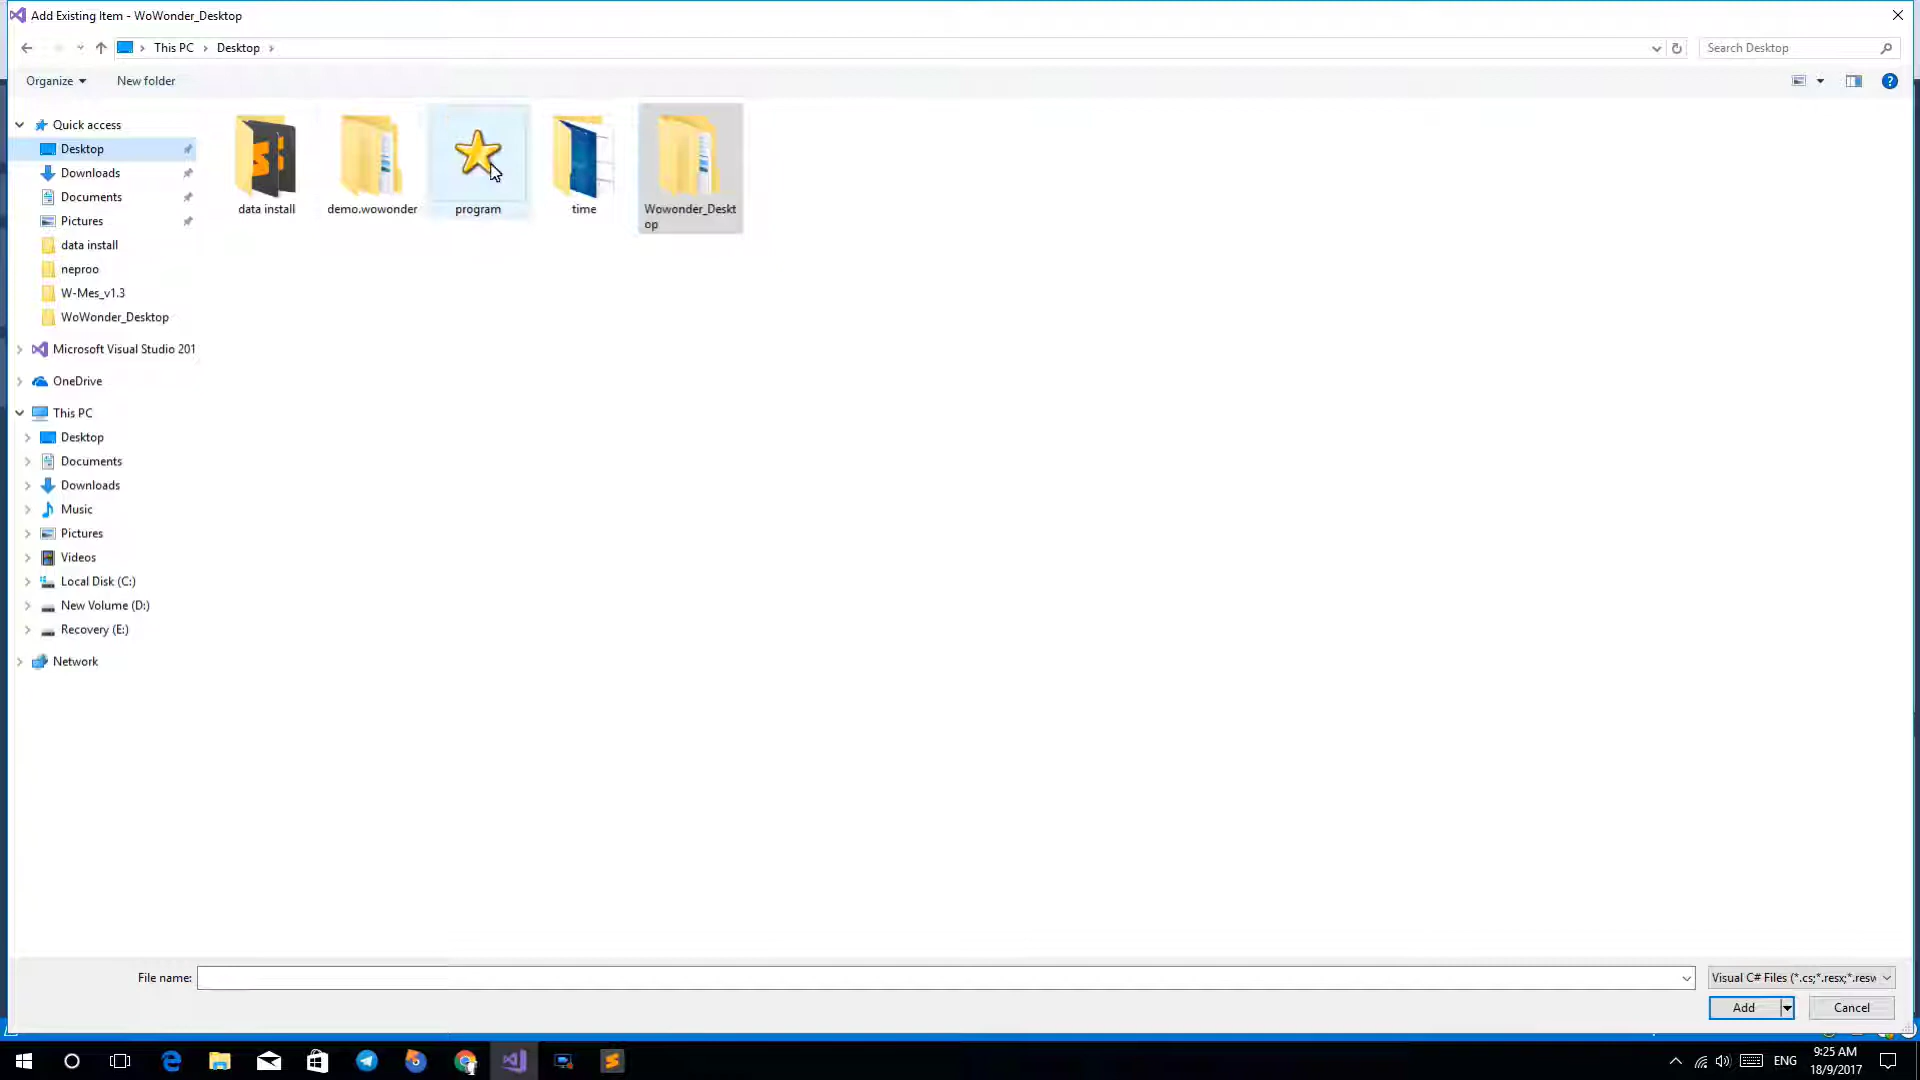 Add Existing Item - WoWonder_Desktop
This PC
Desktop
Search Desktop
Organize
New folder
Quick access
Desktop
Downloads
Documents
Pictures
data install
neproo
W-Mes_v1.3
WoWonder_Desktop
Microsoft Visual Studio 201
OneDrive
This PC
Desktop
Documents
Downloads
Music
Pictures
Videos
Local Disk (C:)
New Volume (D:)
Recovery (E:)
Network
data install
demo.wowonder
program
time
Wowonder_Deskt
op
File name:
Visual C# Files (*.cs;*.resx;*.resw
Add
Cancel
ENG
9:25 AM
18/9/2017